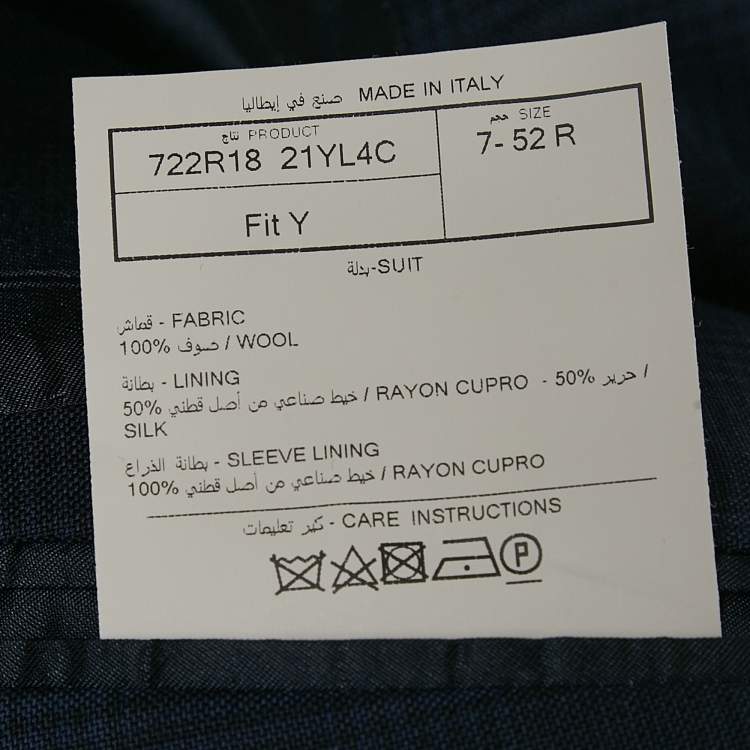 صنع في إيطاليا MADE IN ITALY
نتاج PRODUCT
722R18 21YL4C
حجم SIZE
7- 52 R
Fit Y
بدلة-SUIT
قماش - FABRIC
100% صوف / WOOL
بطانة - LINING
50% خيط صناعي من أصل قطني / RAYON CUPRO - 50% حرير /
SILK
بطانة الذراع - SLEEVE LINING
100% خيط صناعي من أصل قطني / RAYON CUPRO
كير تعليمات - CARE INSTRUCTIONS
P